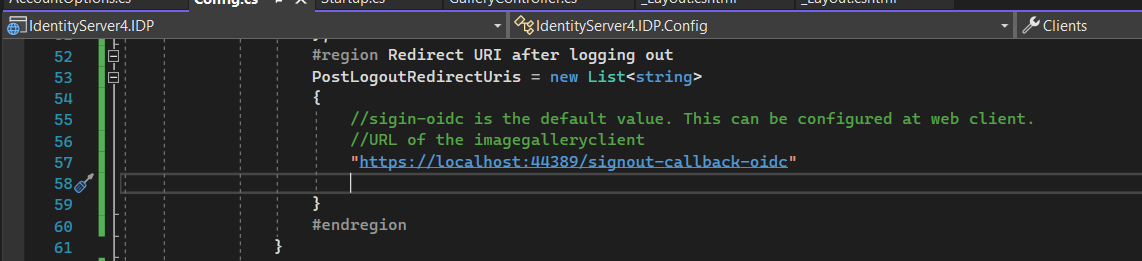 AccountOptions.cs Config.cs Startup.cs GalleryController.cs _Layout.cshtml _Layout.cshtml
IdentityServer4.IDP IdentityServer4.IDP.Config Clients
52 #region Redirect URI after logging out
53 PostLogoutRedirectUris = new List<string>
54 {
55 //sigin-oidc is the default value. This can be configured at web client.
56 //URL of the imagegalleryclient
57 "https://localhost:44389/signout-callback-oidc"
58
59 }
60 #endregion
61 }